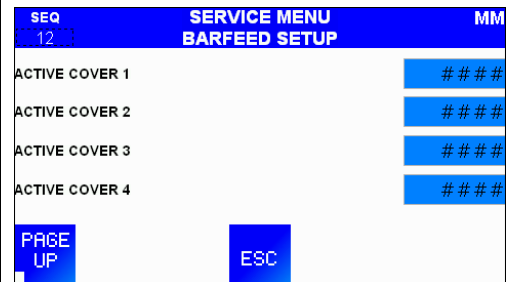 SEQ SERVICE MENU MM
12 BARFEED SETUP
ACTIVE COVER 1 ####
ACTIVE COVER 2 ####
ACTIVE COVER 3 ####
ACTIVE COVER 4 ####
PAGE
UP ESC